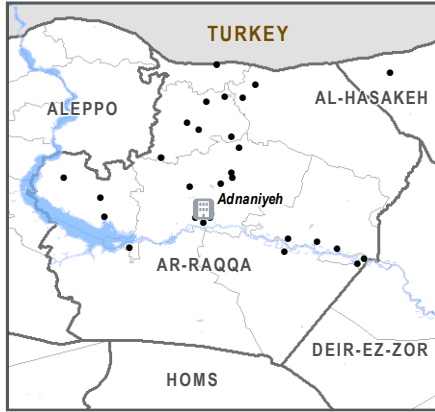 TURKEY
ALEPPO
AL-HASAKEH
Adnaniyeh
AR-RAQQA
DEIR-EZ-ZOR
HOMS